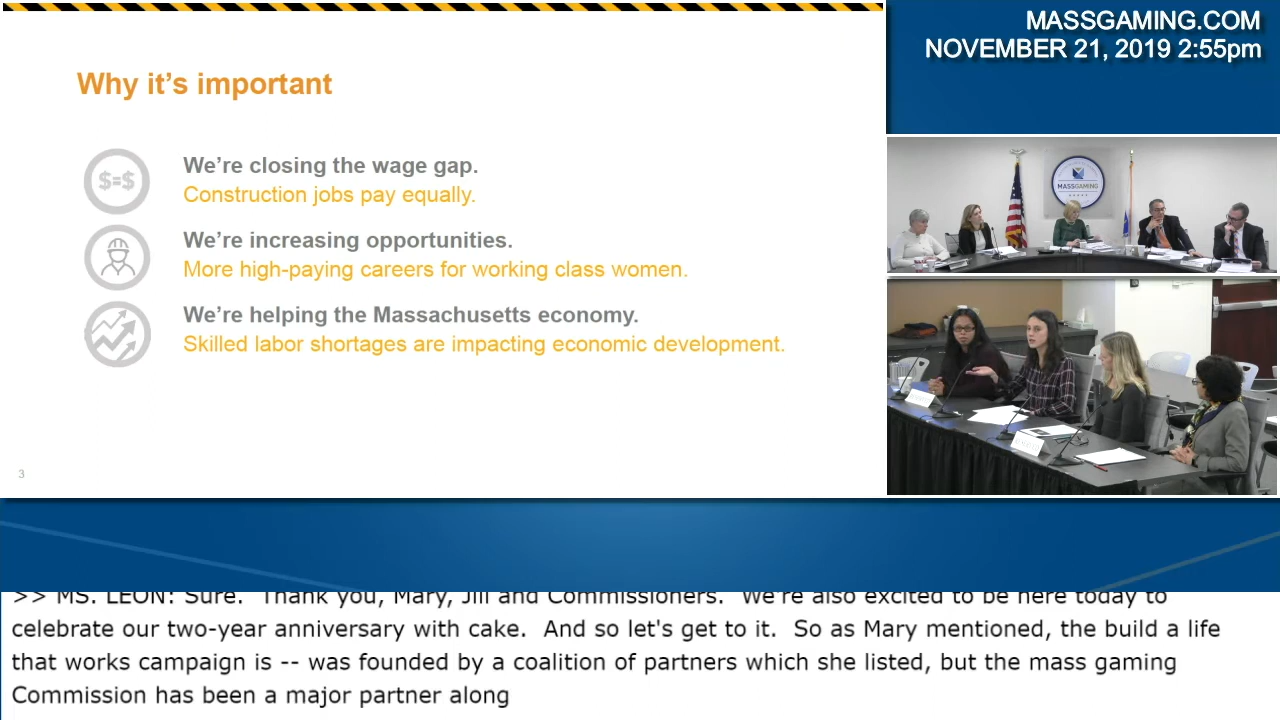 Why it's important
$=$
We're closing the wage gap.
Construction jobs pay equally.
We're increasing opportunities.
More high-paying careers for working class women.
We're helping the Massachusetts economy.
Skilled labor shortages are impacting economic development.
3
MASSGAMING.COM
NOVEMBER 21, 2019 2:55pm
MASSGAMING
>> MS. LEON: Sure. Thank you, Mary, Jill and Commissioners. We're also excited to be here today to
celebrate our two-year anniversary with cake. And so let's get to it. So as Mary mentioned, the build a life
that works campaign is -- was founded by a coalition of partners which she listed, but the mass gaming
Commission has been a major partner along